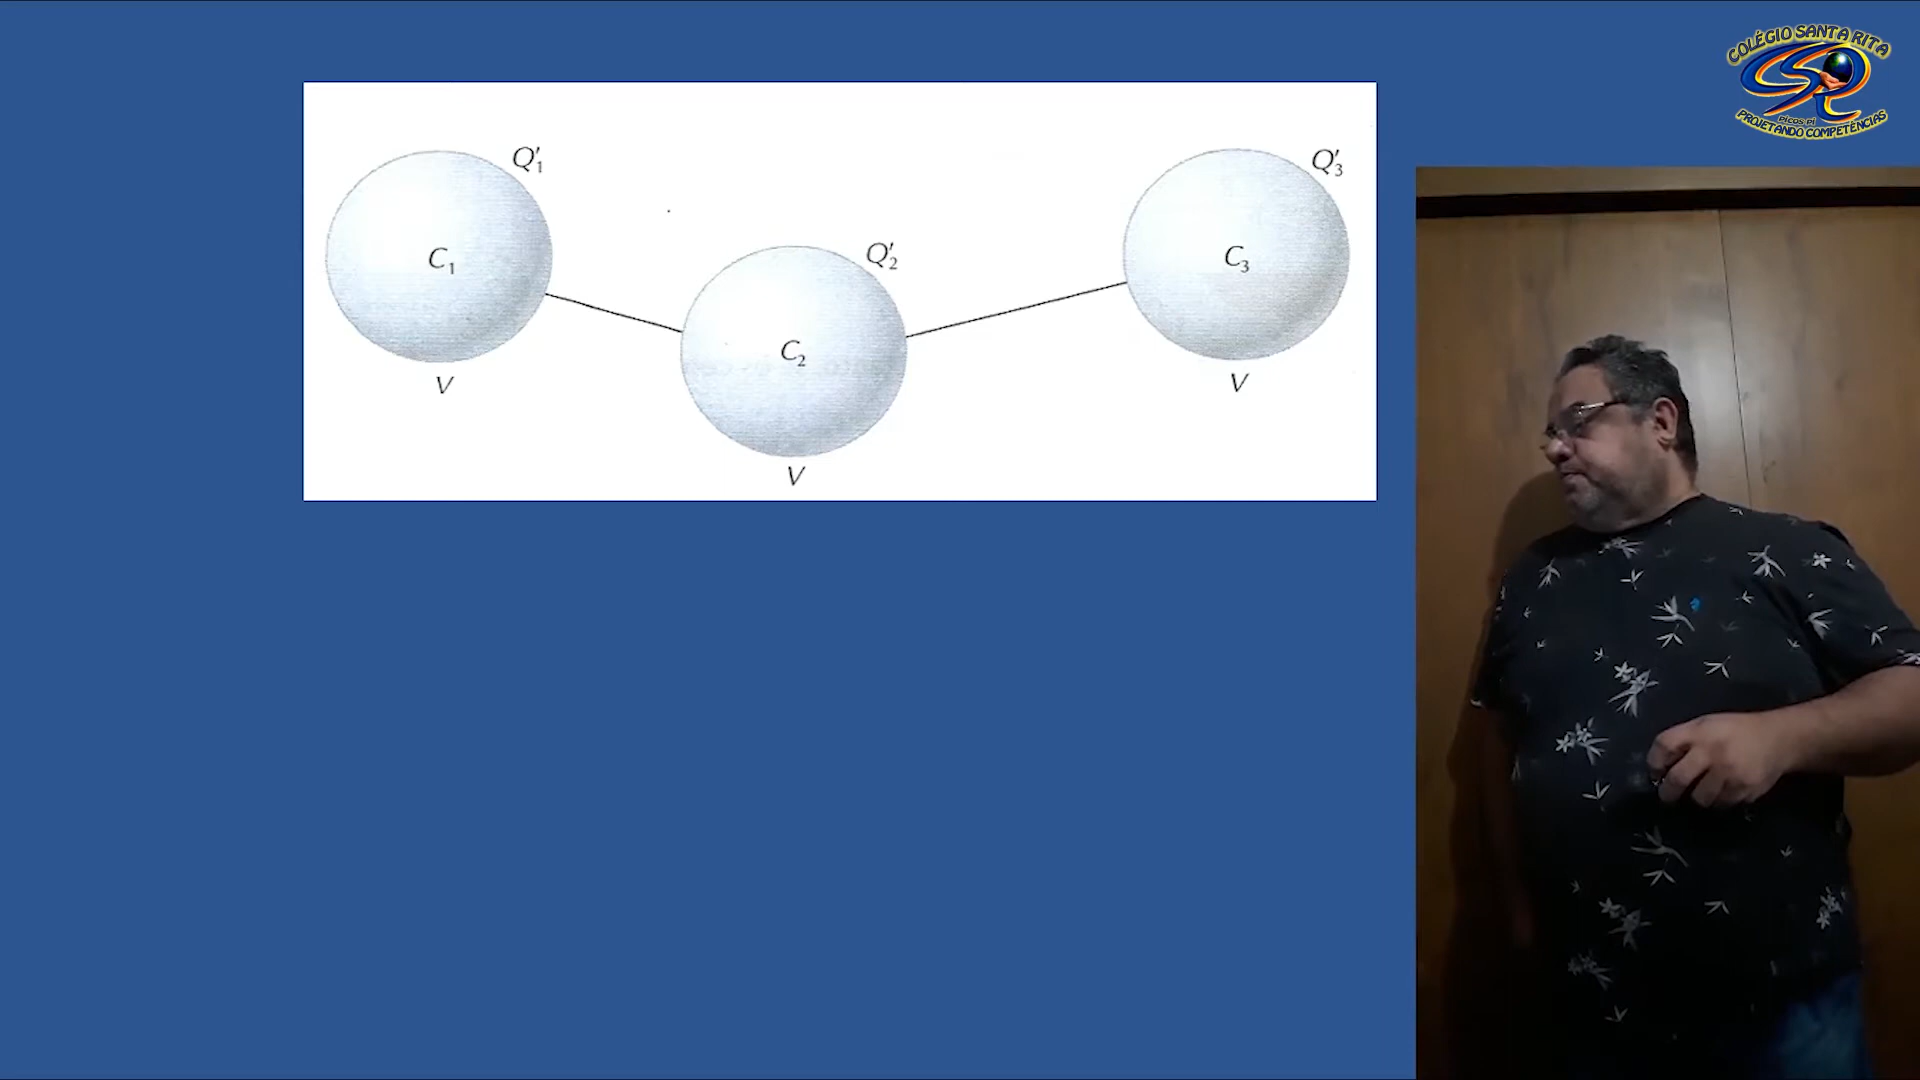 COLÉGIO SANTA RITA
PICOS PI
PROJETANDO COMPETÊNCIAS
Q'1
Q'3
C1
C3
Q'2
C2
V
V
V